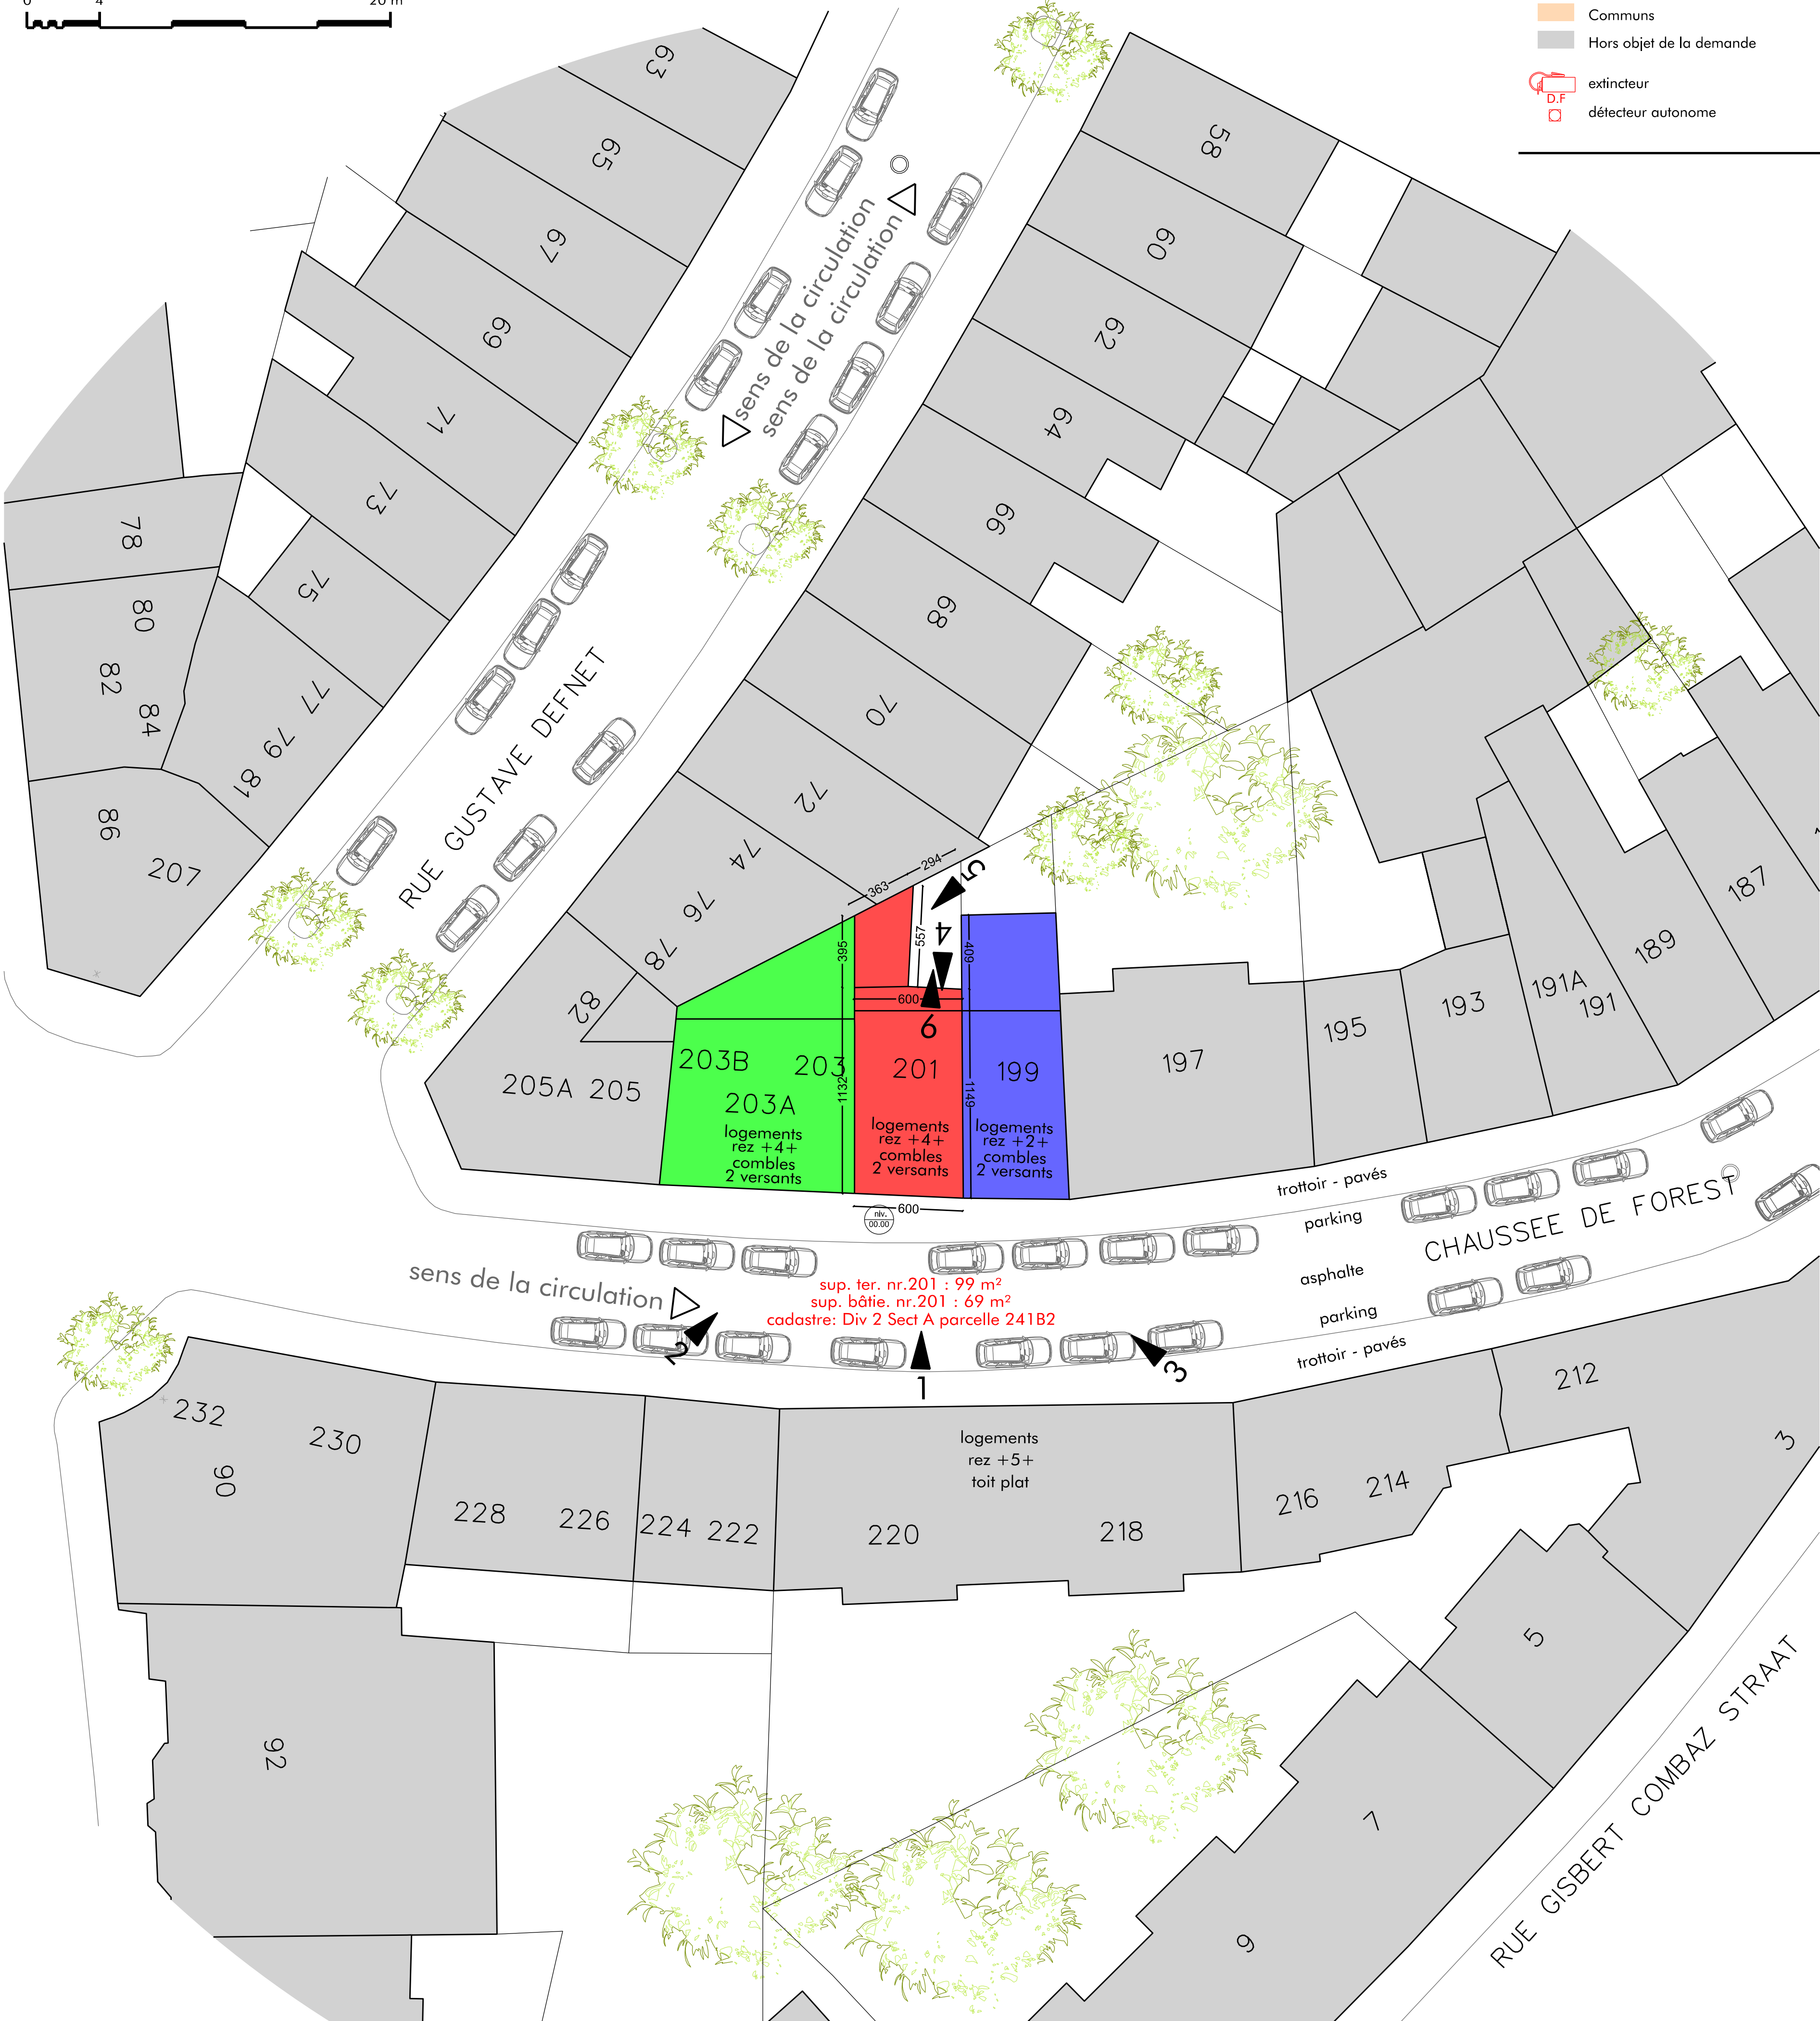 0 4 20 m
Communs
Hors objet de la demande
extincteur
D.F
détecteur autonome
63
65
67
69
71
73
75
77
79 81
78
80
82
84
86
207
58
60
62
64
66
68
70
72
74
76
78
82
sens de la circulation
sens de la circulation
RUE GUSTAVE DEFNET
363
294
5
4
557
395
409
600
6
1132
1149
205A 205
203B 203
203A
logements
rez +4+
combles
2 versants
201
logements
rez +4+
combles
2 versants
199
logements
rez +2+
combles
2 versants
197
195
193
191A
191
189
187
600
niv.
00.00
trottoir - pavés
parking
CHAUSSEE DE FOREST
asphalte
parking
trottoir - pavés
sens de la circulation
sup. ter. nr.201 : 99 m²
sup. bâtie. nr.201 : 69 m²
cadastre: Div 2 Sect A parcelle 241B2
2
1
3
232
230
90
228 226
224 222
logements
rez +5+
toit plat
220
218
216
214
212
3
5
7
9
92
RUE GISBERT COMBAZ STRAAT